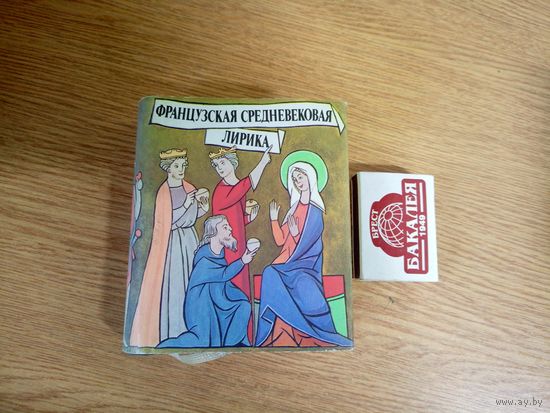 ФРАНЦУЗСКАЯ СРЕДНЕВЕКОВАЯ
ЛИРИКА
БРЕСТ
БАКАЛЕЯ
1949
© www.ay.by